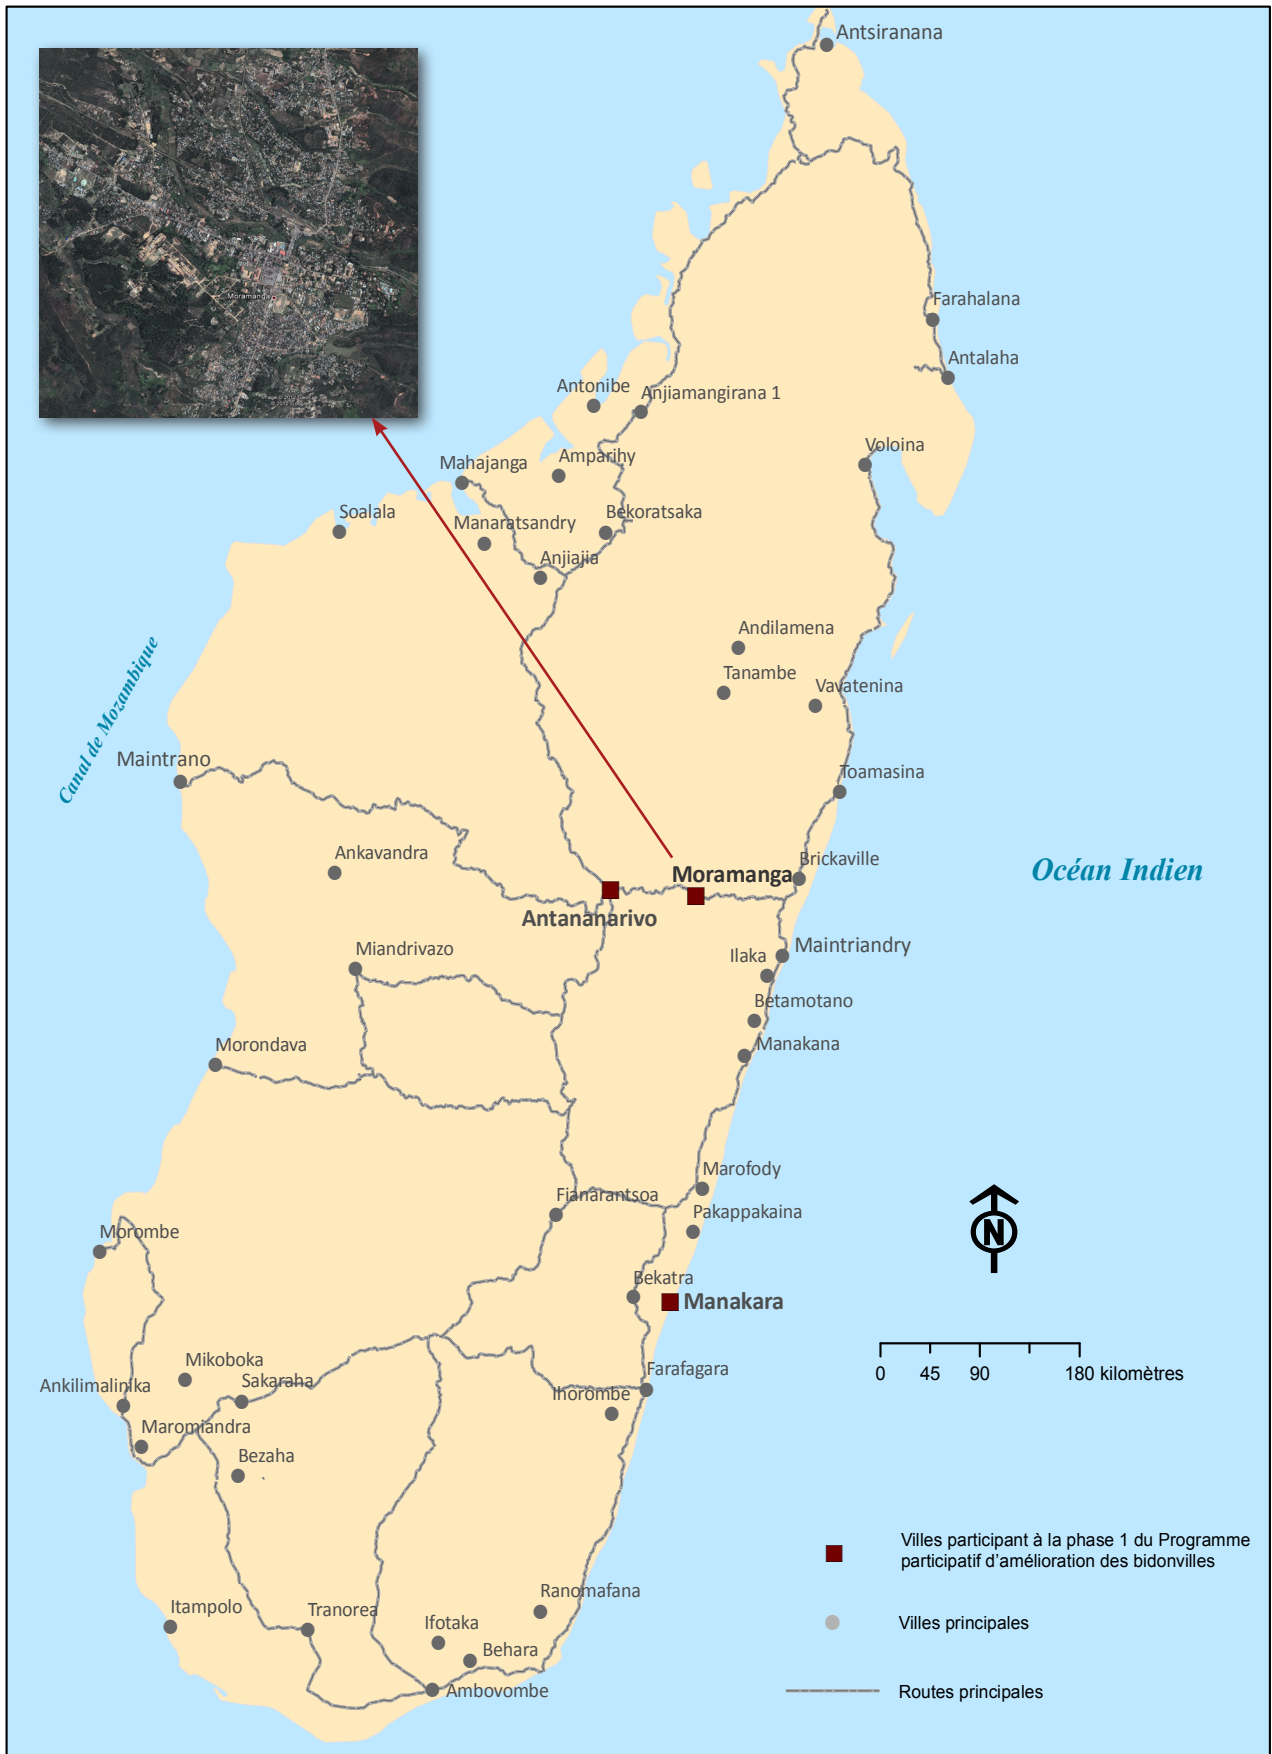 Antsiranana
Moramanga
Farahalana
Antalaha
Antonibe
Anjiamangirana 1
Voloina
Mahajanga
Amparihy
Soalala
Manaratsandry
Bekoratsaka
Anjiajia
Andilamena
Tanambe
Vavatenina
Canal de Mozambique
Maintrano
Toamasina
Ankavandra
Brickaville
Moramanga
Océan Indien
Antananarivo
Miandrivazo
Ilaka
Maintriandry
Betamotano
Morondava
Manakana
Marofody
Fianarantsoa
Pakappakaina
Morombe
Bekatra
Manakara
Mikoboka
Sakaraha
Farafagara
Ankilimalinika
Ihorombe
0 45 90 180 kilomètres
Maromiandra
Bezaha
Villes participant à la phase 1 du Programme
participatif d'amélioration des bidonvilles
Itampolo
Tranorea
Ifotaka
Ranomafana
Villes principales
Behara
Ambovombe
Routes principales
N